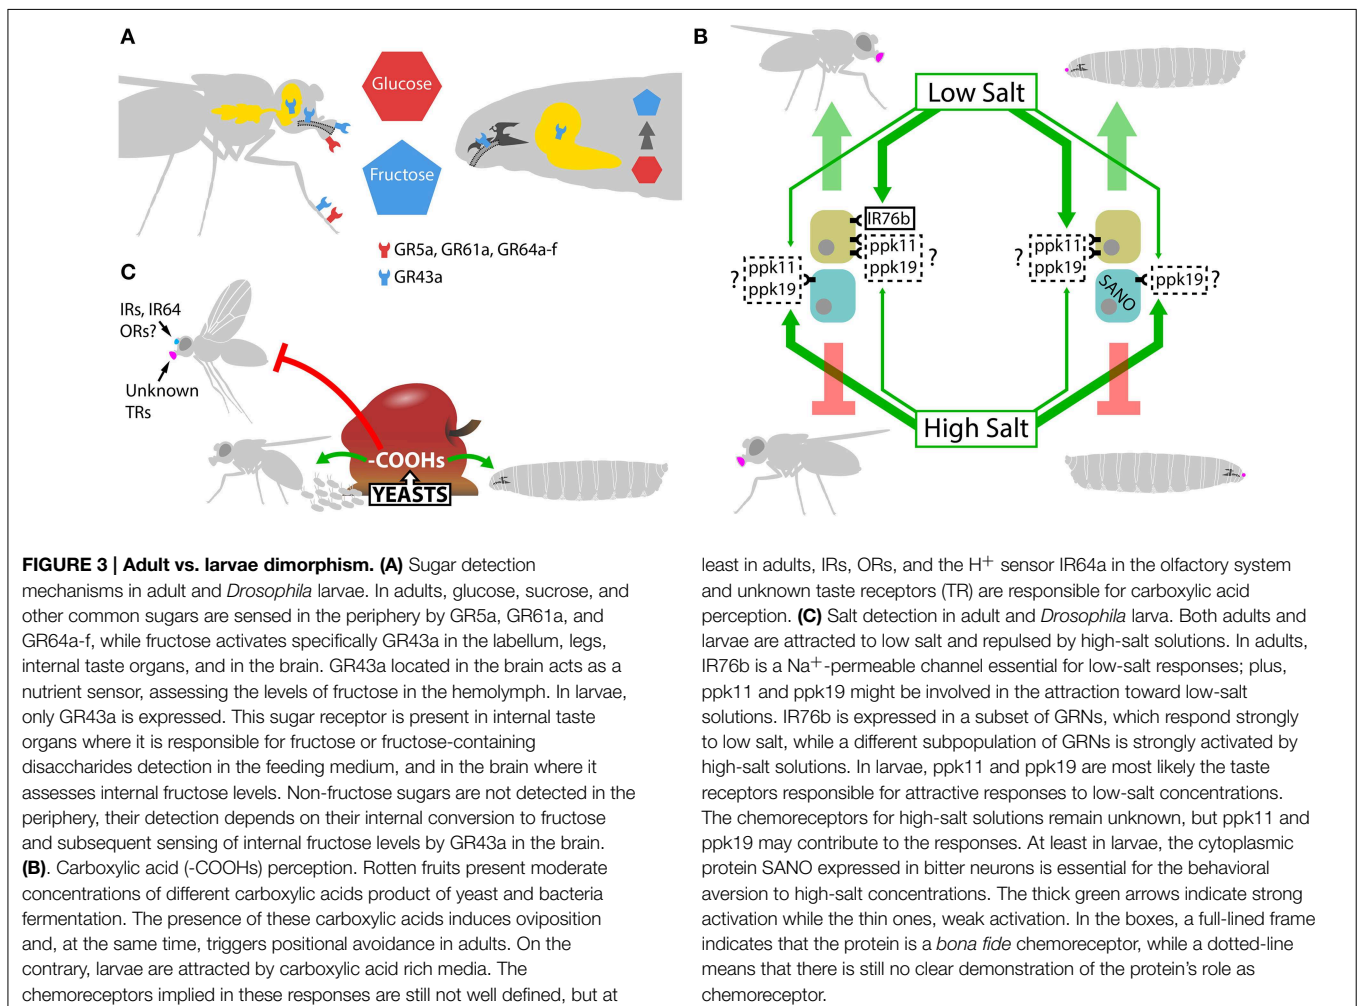 A
Glucose
Fructose
GR5a, GR61a, GR64a-f
GR43a
B
Low Salt
IR76b
ppk11
ppk19
?
ppk11
ppk19
?
ppk11
ppk19
?
ppk19
?
SANO
High Salt
C
IRs, IR64
ORs?
Unknown
TRs
-COOHs
YEASTS
FIGURE 3 | Adult vs. larvae dimorphism. (A) Sugar detection
mechanisms in adult and Drosophila larvae. In adults, glucose, sucrose, and
other common sugars are sensed in the periphery by GR5a, GR61a, and
GR64a-f, while fructose activates specifically GR43a in the labellum, legs,
internal taste organs, and in the brain. GR43a located in the brain acts as a
nutrient sensor, assessing the levels of fructose in the hemolymph. In larvae,
only GR43a is expressed. This sugar receptor is present in internal taste
organs where it is responsible for fructose or fructose-containing
disaccharides detection in the feeding medium, and in the brain where it
assesses internal fructose levels. Non-fructose sugars are not detected in the
periphery, their detection depends on their internal conversion to fructose
and subsequent sensing of internal fructose levels by GR43a in the brain.
(B). Carboxylic acid (-COOHs) perception. Rotten fruits present moderate
concentrations of different carboxylic acids product of yeast and bacteria
fermentation. The presence of these carboxylic acids induces oviposition
and, at the same time, triggers positional avoidance in adults. On the
contrary, larvae are attracted by carboxylic acid rich media. The
chemoreceptors implied in these responses are still not well defined, but at
least in adults, IRs, ORs, and the H+ sensor IR64a in the olfactory system
and unknown taste receptors (TR) are responsible for carboxylic acid
perception. (C) Salt detection in adult and Drosophila larva. Both adults and
larvae are attracted to low salt and repulsed by high-salt solutions. In adults,
IR76b is a Na+-permeable channel essential for low-salt responses; plus,
ppk11 and ppk19 might be involved in the attraction toward low-salt
solutions. IR76b is expressed in a subset of GRNs, which respond strongly
to low salt, while a different subpopulation of GRNs is strongly activated by
high-salt solutions. In larvae, ppk11 and ppk19 are most likely the taste
receptors responsible for attractive responses to low-salt concentrations.
The chemoreceptors for high-salt solutions remain unknown, but ppk11 and
ppk19 may contribute to the responses. At least in larvae, the cytoplasmic
protein SANO expressed in bitter neurons is essential for the behavioral
aversion to high-salt concentrations. The thick green arrows indicate strong
activation while the thin ones, weak activation. In the boxes, a full-lined frame
indicates that the protein is a bona fide chemoreceptor, while a dotted-line
means that there is still no clear demonstration of the protein's role as
chemoreceptor.